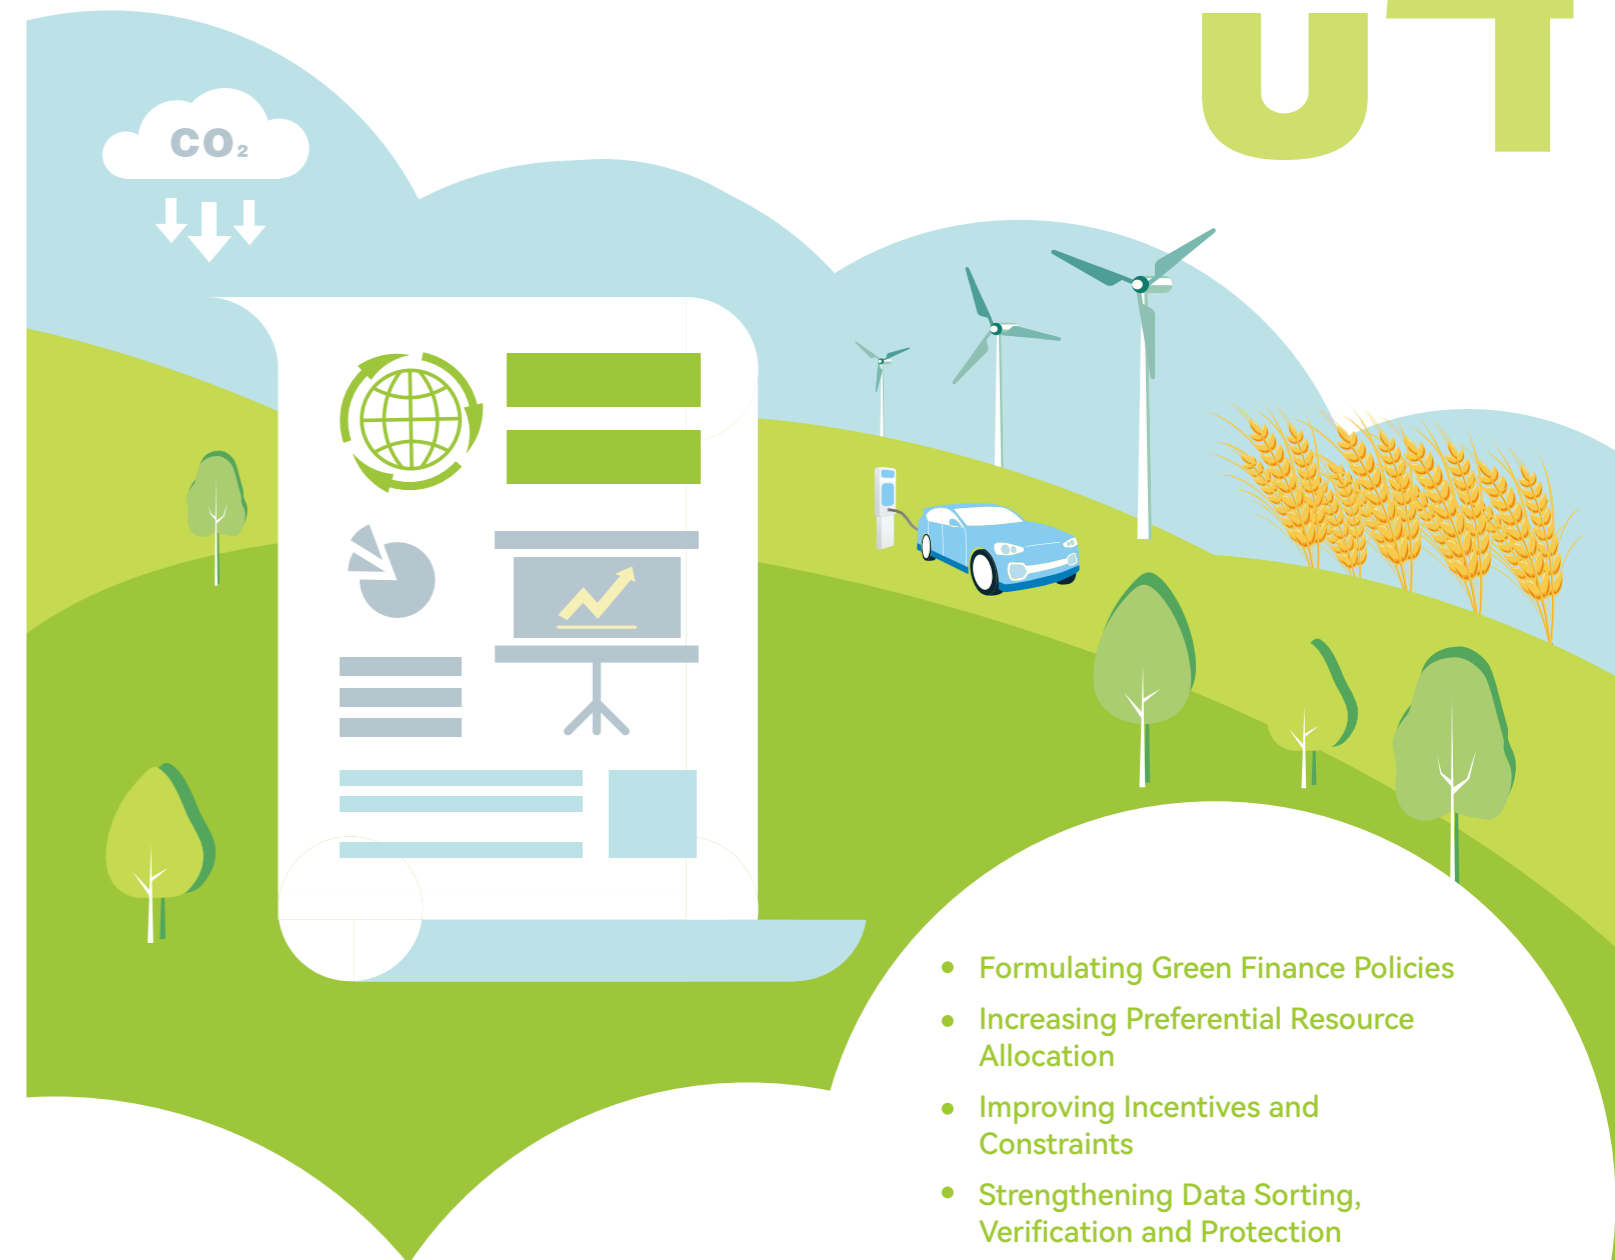 CO₂
• Formulating Green Finance Policies
• Increasing Preferential Resource
Allocation
• Improving Incentives and
Constraints
• Strengthening Data Sorting,
Verification and Protection